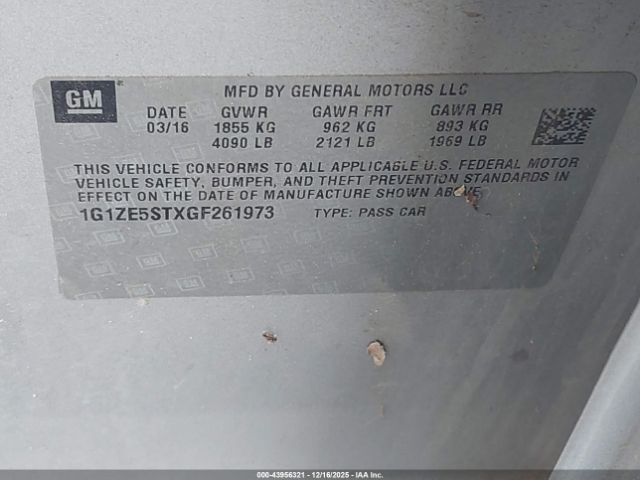 GM
MFD BY GENERAL MOTORS LLC
DATE GVWR GAWR FRT GAWR RR
03/16 1855 KG 962 KG 893 KG
4090 LB 2121 LB 1969 LB
THIS VEHICLE CONFORMS TO ALL APPLICABLE U.S. FEDERAL MOTOR
VEHICLE SAFETY, BUMPER, AND THEFT PREVENTION STANDARDS IN
EFFECT ON THE DATE OF MANUFACTURE SHOWN ABOVE
1G1ZE5STXGF261973 TYPE: PASS CAR
000-43956321 | 12/16/2025 - Copart, IAA